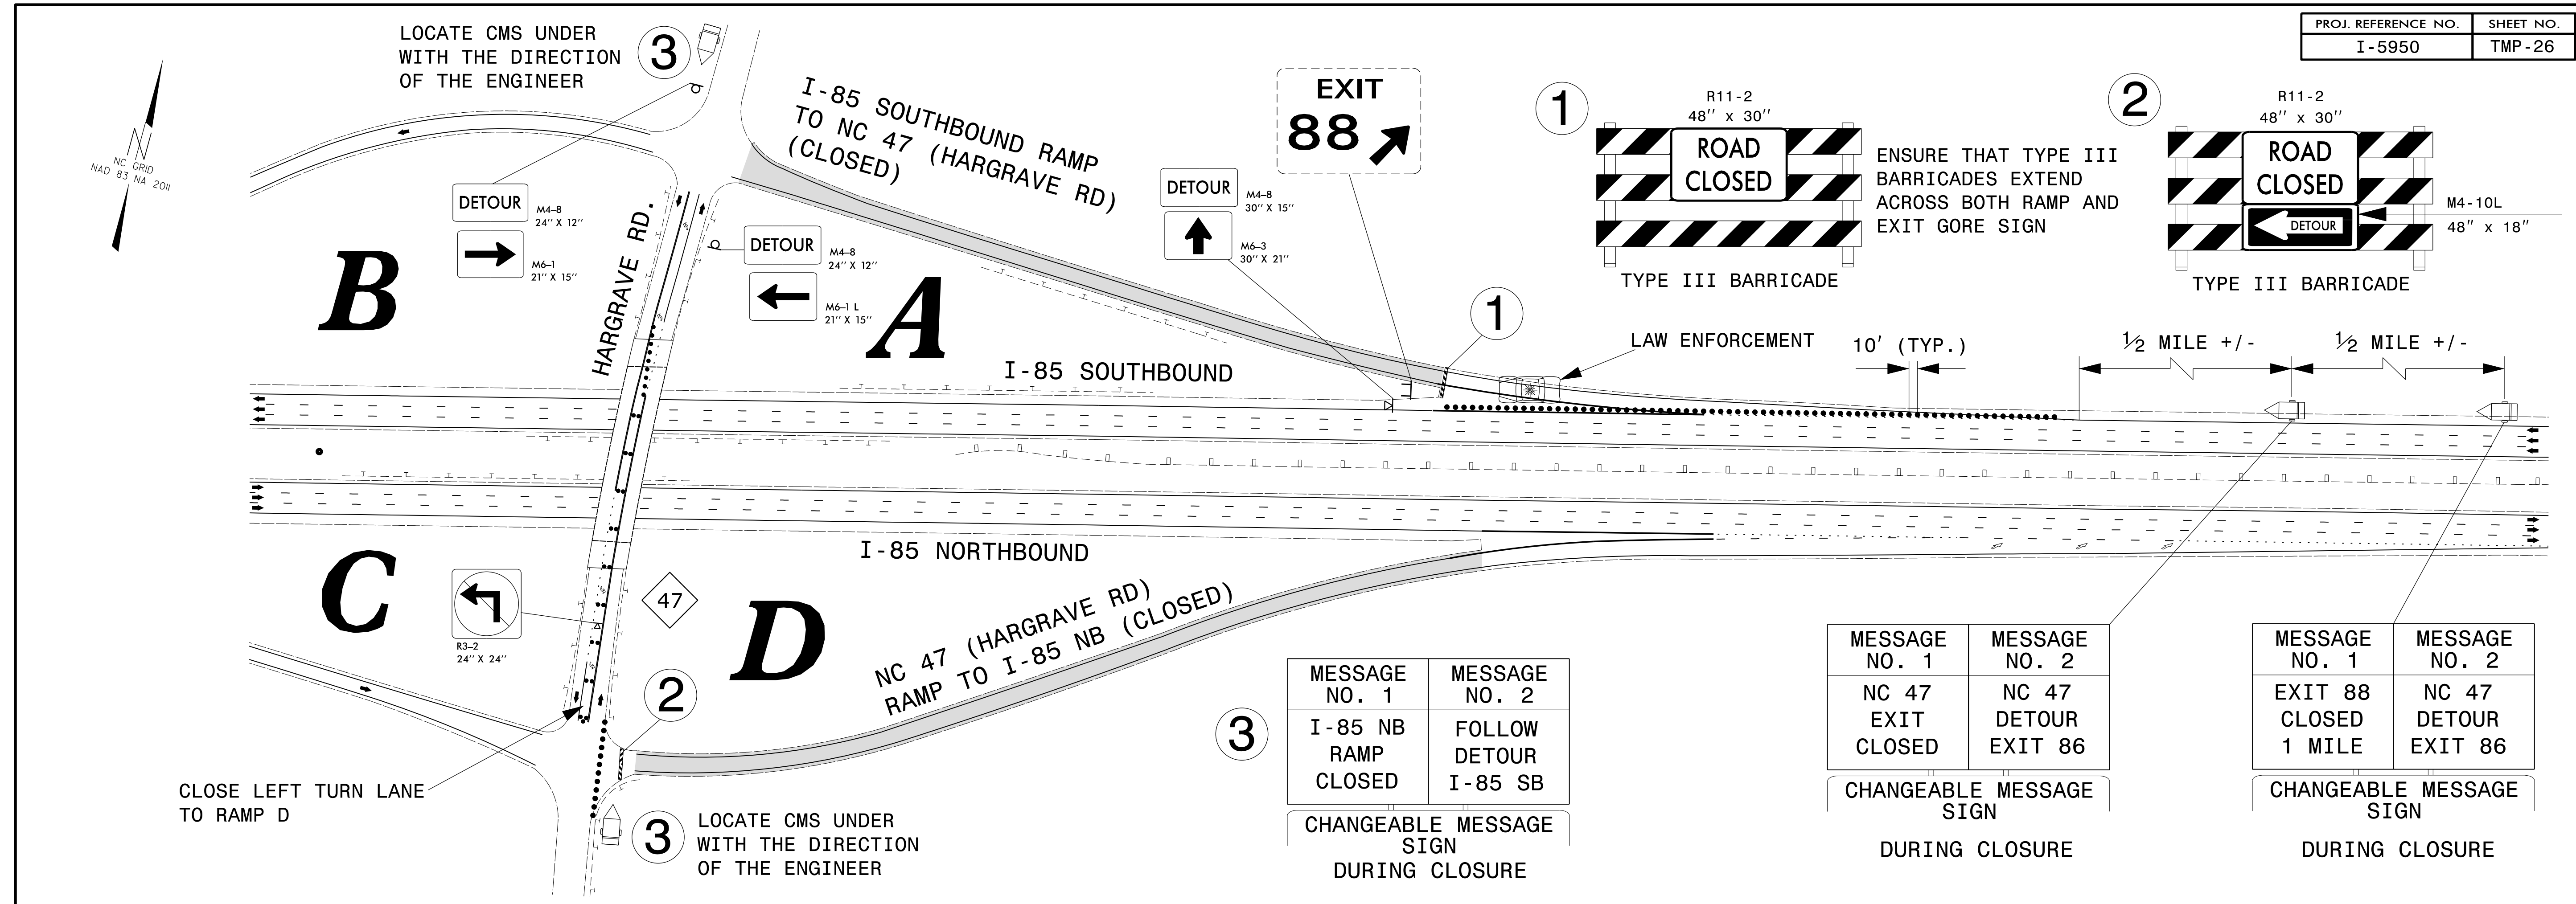 PROJ. REFERENCE NO. SHEET NO.
I-5950 TMP-26
LOCATE CMS UNDER
WITH THE DIRECTION
OF THE ENGINEER
3
NC GRID
NAD 83 NA 2011
I-85 SOUTHBOUND RAMP
TO NC 47 (HARGRAVE RD)
(CLOSED)
EXIT
88
1
R11-2
48" x 30"
ROAD
CLOSED
TYPE III BARRICADE
ENSURE THAT TYPE III
BARRICADES EXTEND
ACROSS BOTH RAMP AND
EXIT GORE SIGN
2
R11-2
48" x 30"
ROAD
CLOSED
DETOUR
M4-10L
48" x 18"
TYPE III BARRICADE
DETOUR
M4-8
24" X 12"
M6-1
21" X 15"
HARGRAVE RD.
DETOUR
M4-8
24" X 12"
M6-1 L
21" X 15"
DETOUR
M4-8
30" X 15"
M6-3
30" X 21"
B
A
1
LAW ENFORCEMENT
10' (TYP.)
1/2 MILE +/-
1/2 MILE +/-
I-85 SOUTHBOUND
I-85 NORTHBOUND
C
D
R3-2
24" X 24"
47
NC 47 (HARGRAVE RD)
RAMP TO I-85 NB (CLOSED)
2
CLOSE LEFT TURN LANE
TO RAMP D
3
LOCATE CMS UNDER
WITH THE DIRECTION
OF THE ENGINEER
3
MESSAGE MESSAGE
NO. 1 NO. 2
I-85 NB FOLLOW
RAMP DETOUR
CLOSED I-85 SB
CHANGEABLE MESSAGE
SIGN
DURING CLOSURE
MESSAGE MESSAGE
NO. 1 NO. 2
NC 47 NC 47
EXIT DETOUR
CLOSED EXIT 86
CHANGEABLE MESSAGE
SIGN
DURING CLOSURE
MESSAGE MESSAGE
NO. 1 NO. 2
EXIT 88 NC 47
CLOSED DETOUR
1 MILE EXIT 86
CHANGEABLE MESSAGE
SIGN
DURING CLOSURE